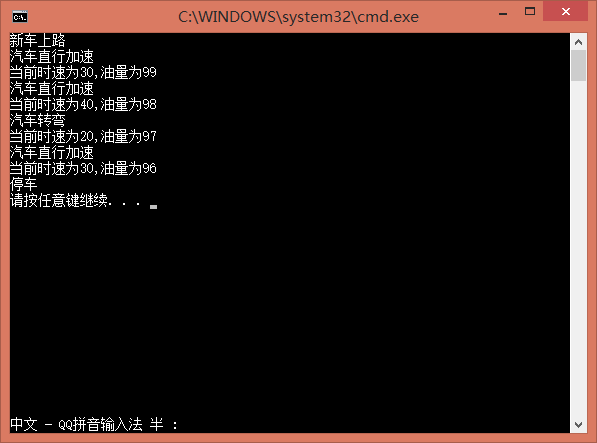 C:\WINDOWS\system32\cmd.exe
新车上路
汽车直行加速
当前时速为30,油量为99
汽车直行加速
当前时速为40,油量为98
汽车转弯
当前时速为20,油量为97
汽车直行加速
当前时速为30,油量为96
停车
请按任意键继续. . .
中文 - QQ拼音输入法 半 :